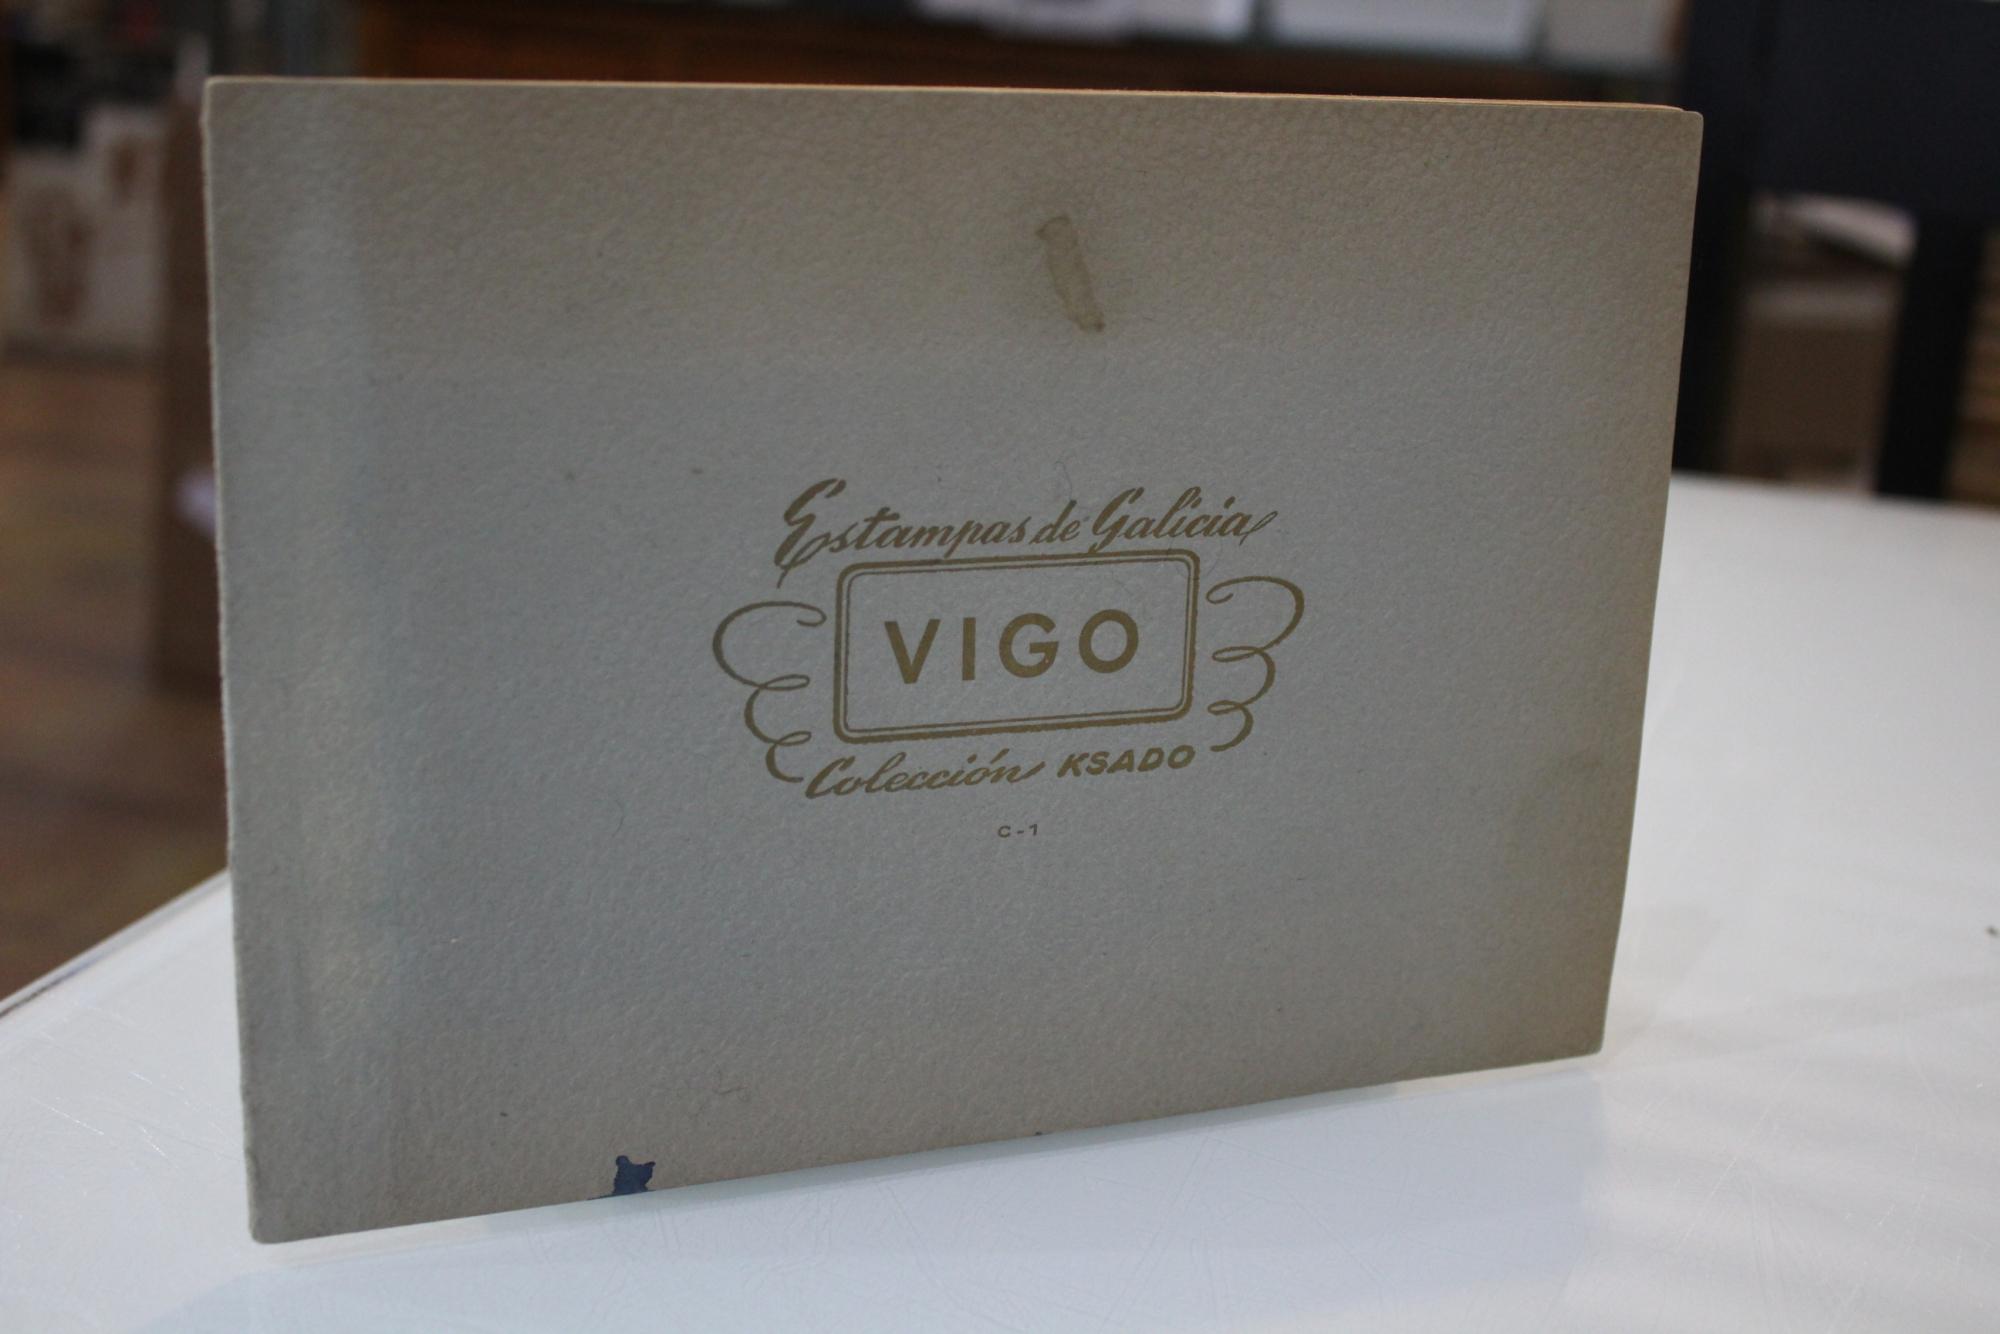 Estampas de Galicia
VIGO
Colección KSADO
C-1